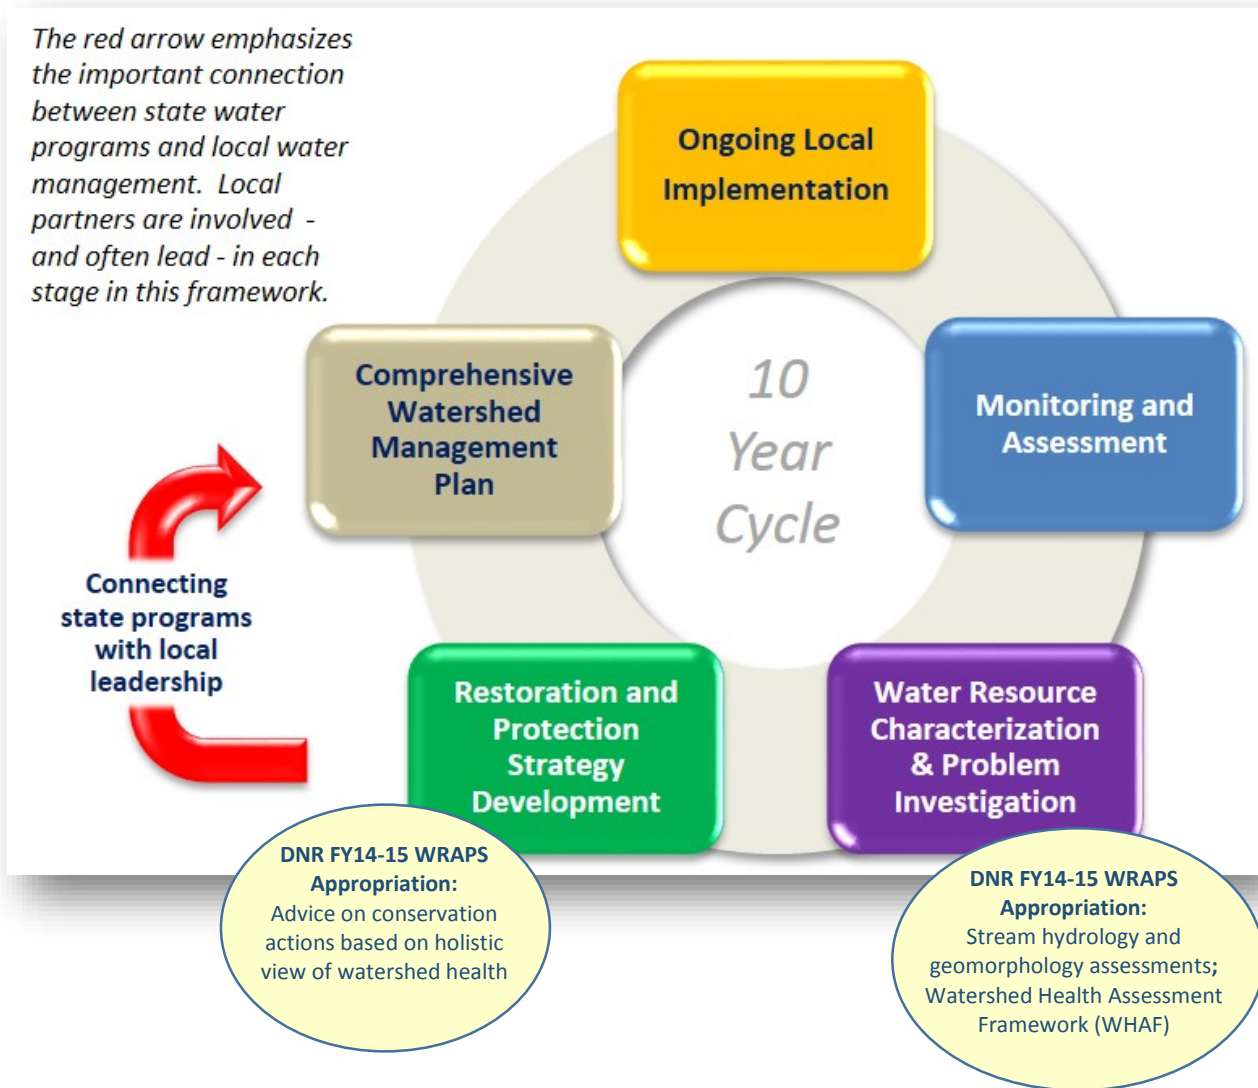 The red arrow emphasizes
the important connection
between state water
programs and local water
management.  Local
partners are involved  -
and often lead - in each
stage in this framework.
Ongoing Local
Implementation
Comprehensive
Watershed
Management
Plan
10
Year
Cycle
Monitoring and
Assessment
Connecting
state programs
with local
leadership
Restoration and
Protection
Strategy
Development
Water Resource
Characterization
& Problem
Investigation
DNR FY14-15 WRAPS
Appropriation:
Advice on conservation
actions based on holistic
view of watershed health
DNR FY14-15 WRAPS
Appropriation:
Stream hydrology and
geomorphology assessments;
Watershed Health Assessment
Framework (WHAF)